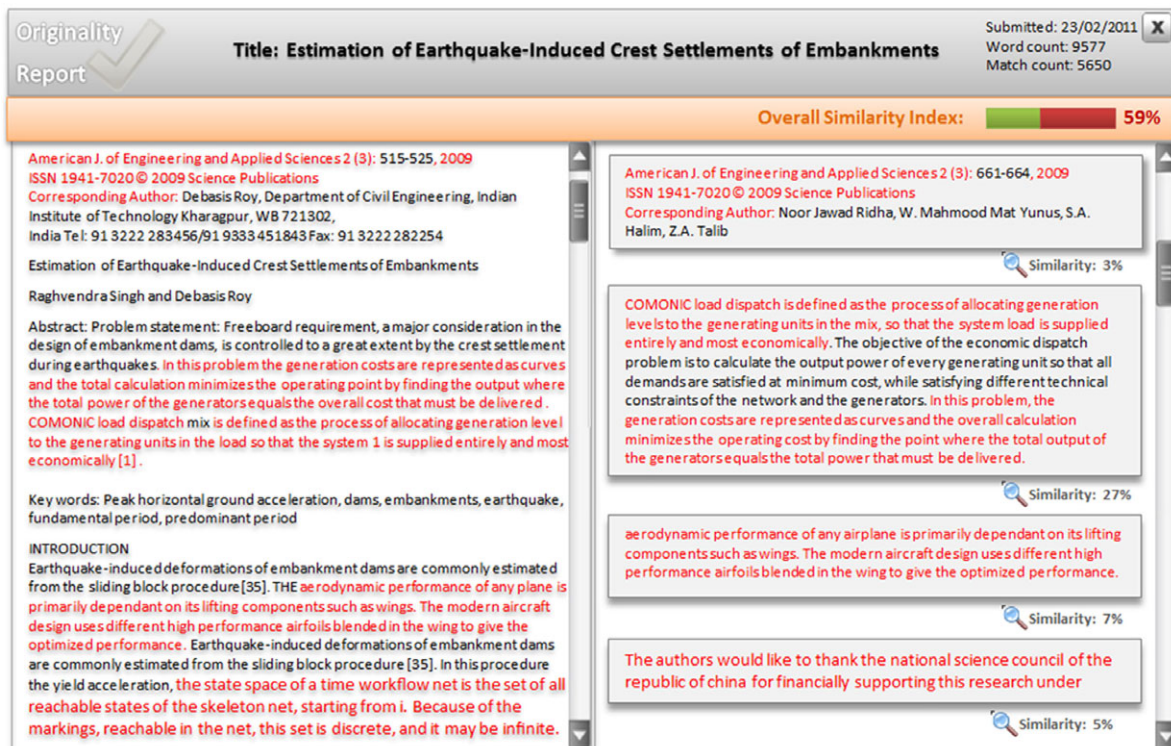 Originality
Report
Title: Estimation of Earthquake-Induced Crest Settlements of Embankments
Submitted: 23/02/2011
Word count: 9577
Match count: 5650
X
Overall Similarity Index:
59%
American J. of Engineering and Applied Sciences 2 (3): 515-525, 2009
ISSN 1941-7020 © 2009 Science Publications
Corresponding Author: Debasis Roy, Department of Civil Engineering, Indian
Institute of Technology Kharagpur, WB 721302,
India Tel: 91 3222 283456/91 9333 451843 Fax: 91 3222 282254
Estimation of Earthquake-Induced Crest Settlements of Embankments
Raghvendra Singh and Debasis Roy
Abstract: Problem statement: Freeboard requirement, a major consideration in the
design of embankment dams, is controlled to a great extent by the crest settlement
during earthquakes. In this problem the generation costs are represented as curves
and the total calculation minimizes the operating point by finding the output where
the total power of the generators equals the overall cost that must be delivered .
COMONIC load dispatch mix is defined as the process of allocating generation level
to the generating units in the load so that the system 1 is supplied entirely and most
economically [1] .
Key words: Peak horizontal ground acceleration, dams, embankments, earthquake,
fundamental period, predominant period
INTRODUCTION
Earthquake-induced deformations of embankment dams are commonly estimated
from the sliding block procedure [35]. THE aerodynamic performance of any plane is
primarily dependant on its lifting components such as wings. The modern aircraft
design uses different high performance airfoils blended in the wing to give the
optimized performance. Earthquake-induced deformations of embankment dams
are commonly estimated from the sliding block procedure [35]. In this procedure
the yield acceleration, the state space of a time workflow net is the set of all
reachable states of the skeleton net, starting from i. Because of the
markings, reachable in the net, this set is discrete, and it may be infinite.
American J. of Engineering and Applied Sciences 2 (3): 661-664, 2009
ISSN 1941-7020 © 2009 Science Publications
Corresponding Author: Noor Jawad Ridha, W. Mahmood Mat Yunus, S.A.
Halim, Z.A. Talib
Similarity: 3%
COMONIC load dispatch is defined as the process of allocating generation
levels to the generating units in the mix, so that the system load is supplied
entirely and most economically. The objective of the economic dispatch
problem is to calculate the output power of every generating unit so that all
demands are satisfied at minimum cost, while satisfying different technical
constraints of the network and the generators. In this problem, the
generation costs are represented as curves and the overall calculation
minimizes the operating cost by finding the point where the total output of
the generators equals the total power that must be delivered.
Similarity: 27%
aerodynamic performance of any airplane is primarily dependant on its lifting
components such as wings. The modern aircraft design uses different high
performance airfoils blended in the wing to give the optimized performance.
Similarity: 7%
The authors would like to thank the national science council of the
republic of china for financially supporting this research under
Similarity: 5%